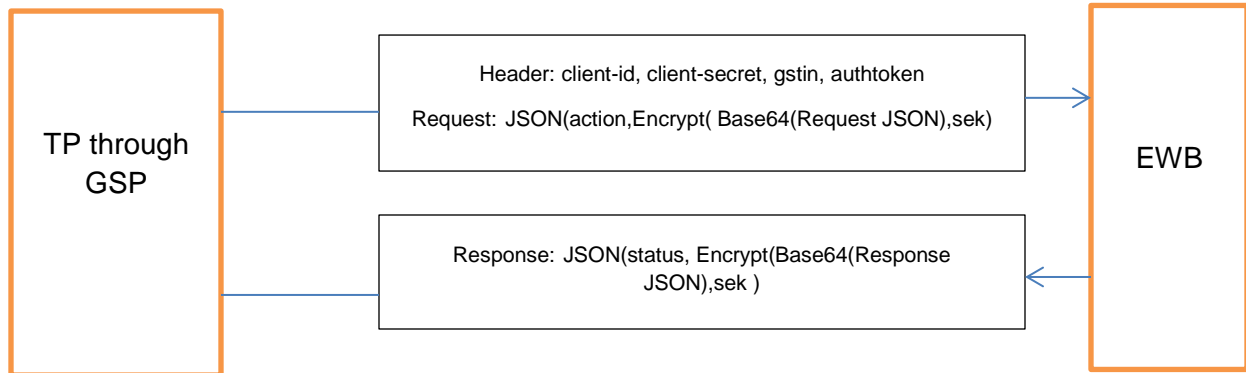 TP through
GSP
Header: client-id, client-secret, gstin, authtoken
Request: JSON(action,Encrypt( Base64(Request JSON),sek)
EWB
Response: JSON(status, Encrypt(Base64(Response
JSON),sek )